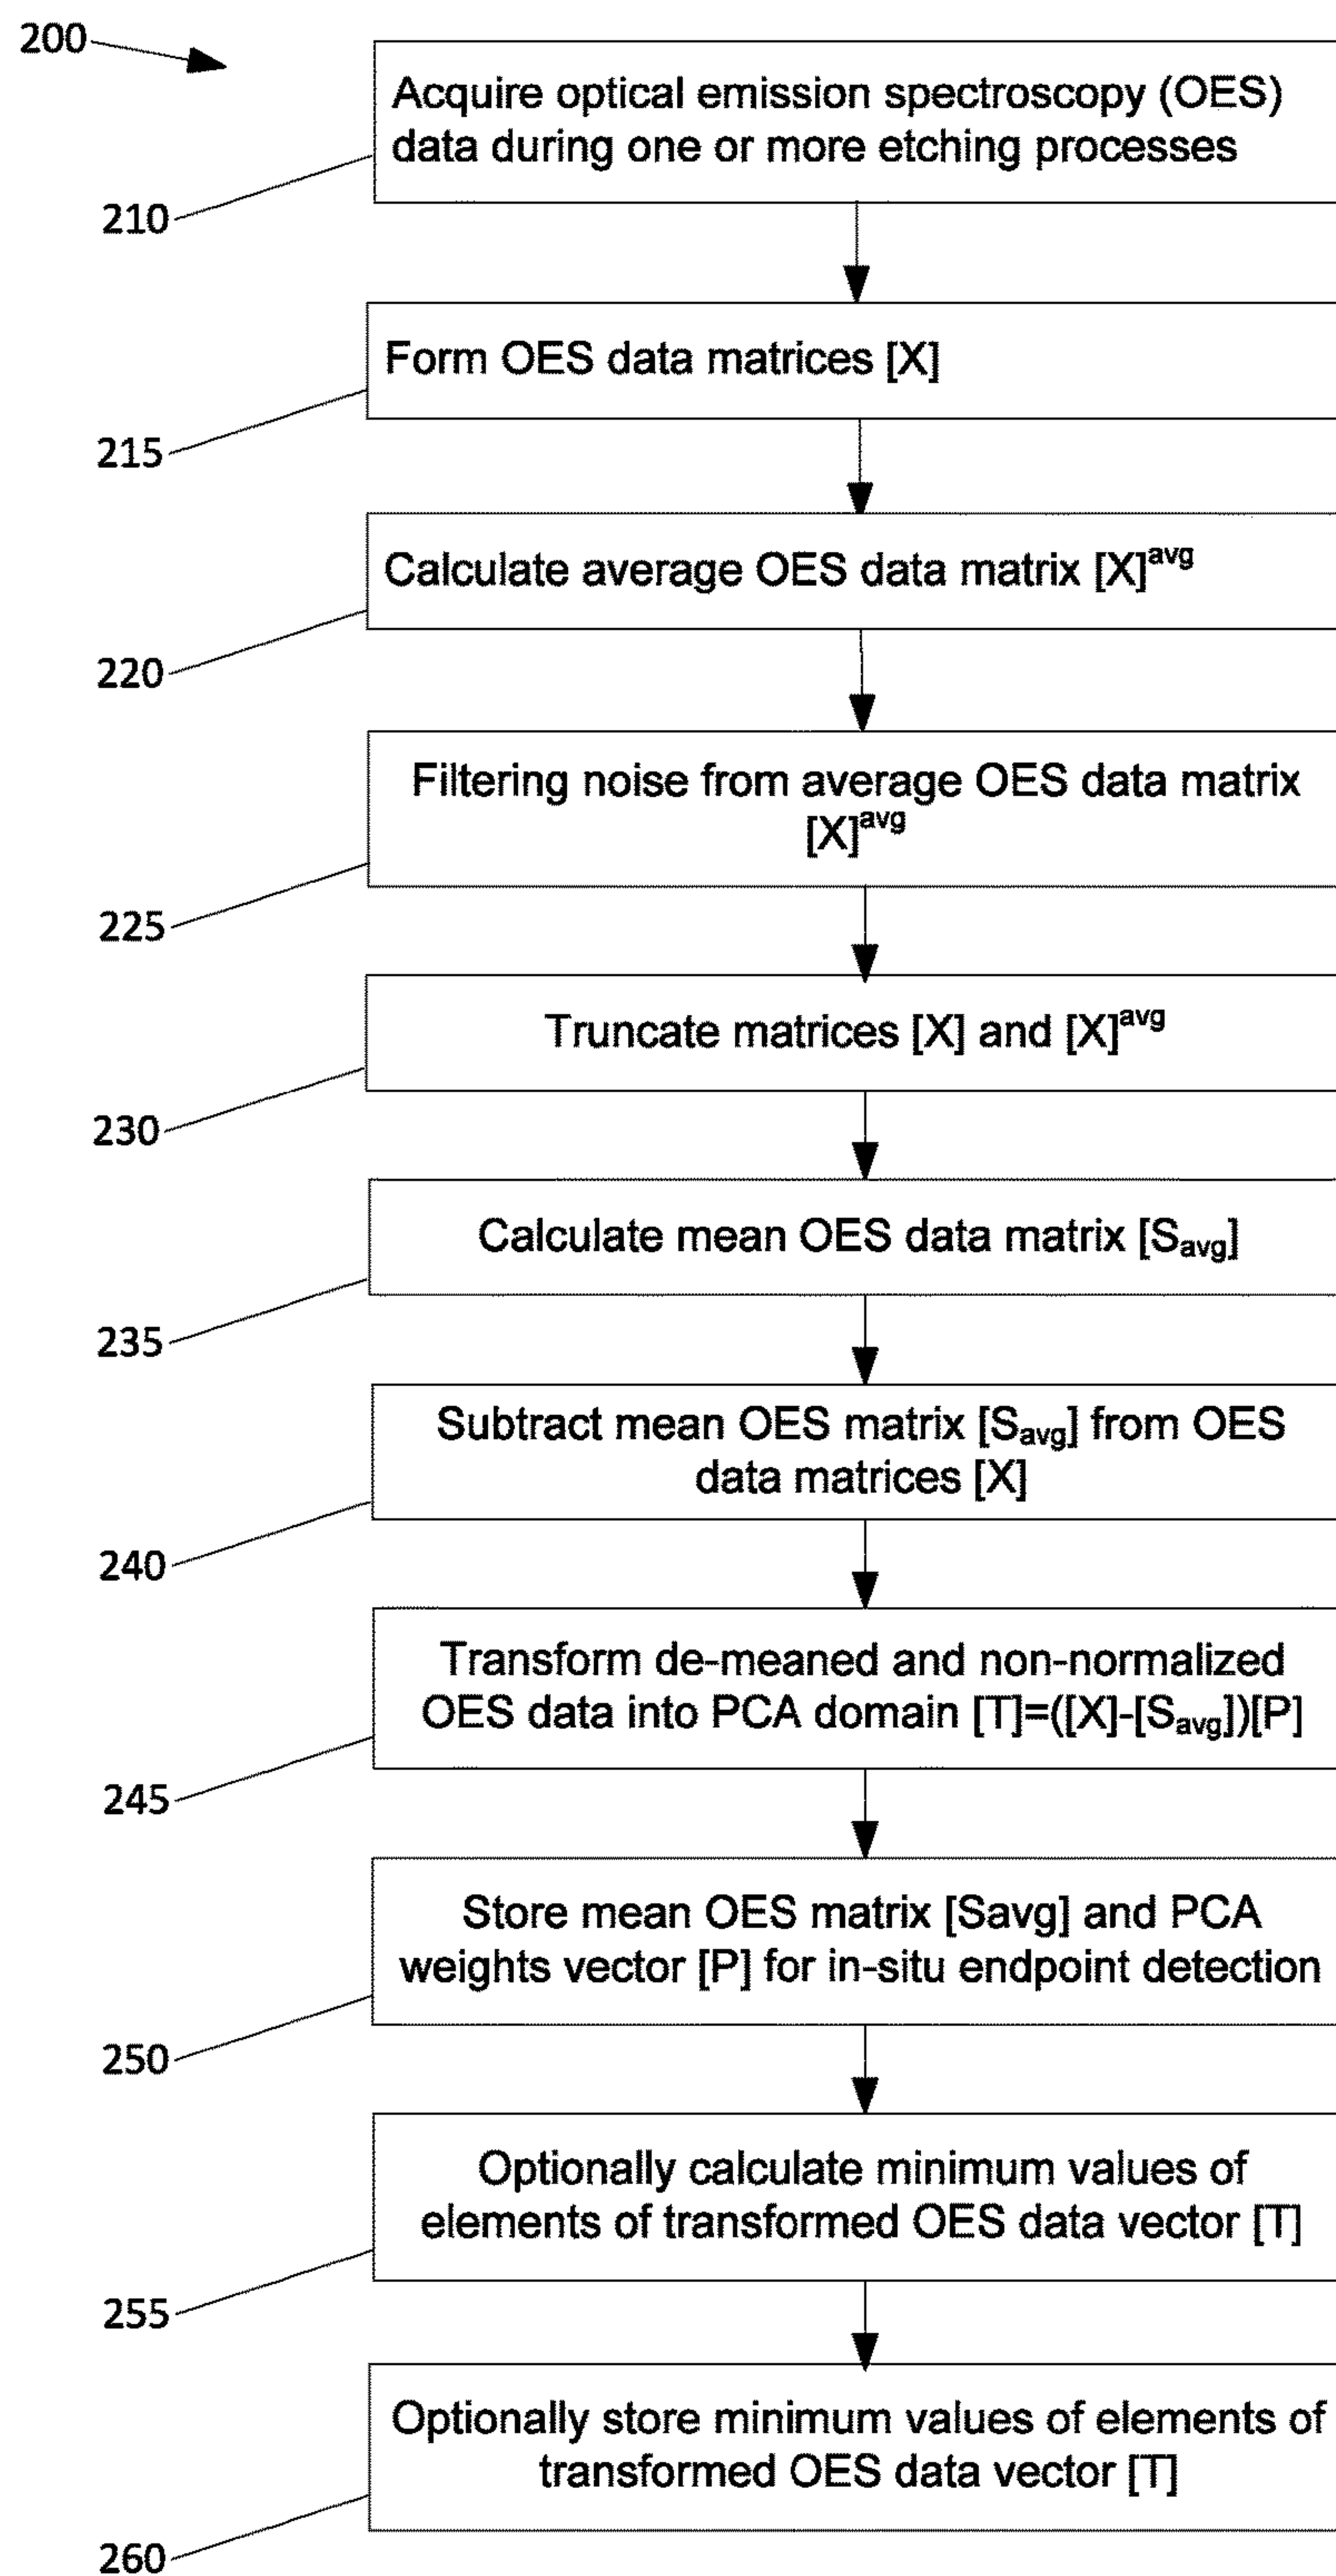 200
Acquire optical emission spectroscopy (OES)
data during one or more etching processes
210
Form OES data matrices [X]
215
Calculate average OES data matrix [X]avg
220
Filtering noise from average OES data matrix
[X]avg
225
Truncate matrices [X] and [X]avg
230
Calculate mean OES data matrix [Savg]
235
Subtract mean OES matrix [Savg] from OES
data matrices [X]
240
Transform de-meaned and non-normalized
OES data into PCA domain [T]=([X]-[Savg])[P]
245
Store mean OES matrix [Savg] and PCA
weights vector [P] for in-situ endpoint detection
250
Optionally calculate minimum values of
elements of transformed OES data vector [T]
255
Optionally store minimum values of elements of
transformed OES data vector [T]
260